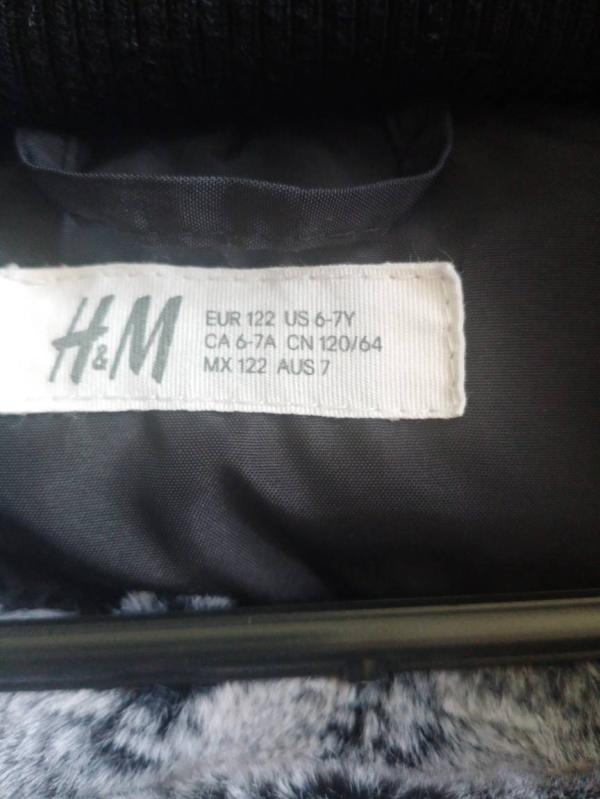 H&M
EUR 122 US 6-7Y
CA 6-7A CN 120/64
MX 122 AUS 7